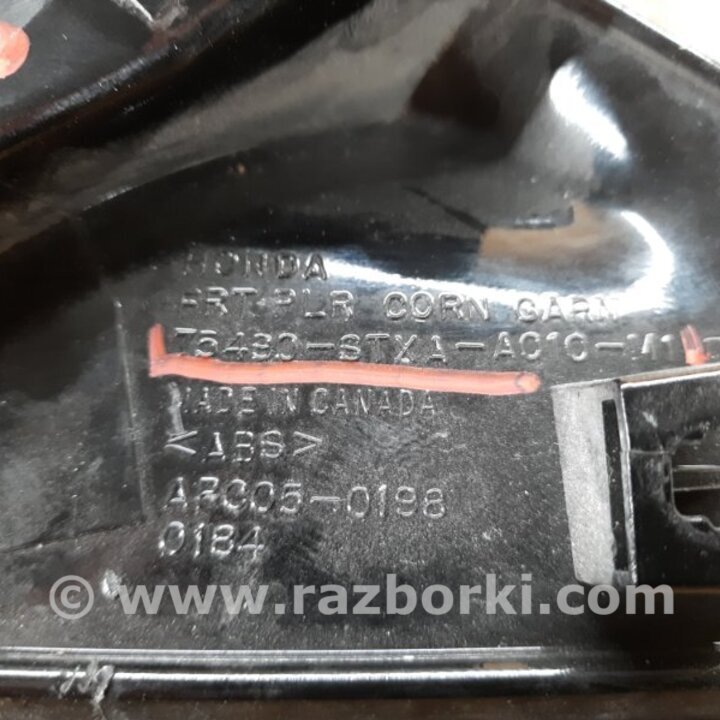 HONDA
FRT PLR CORN GARN
75490-STXA-A010-M1
MADE IN CANADA
<ABS>
ARC05-0198
0184
© www.razborki.com